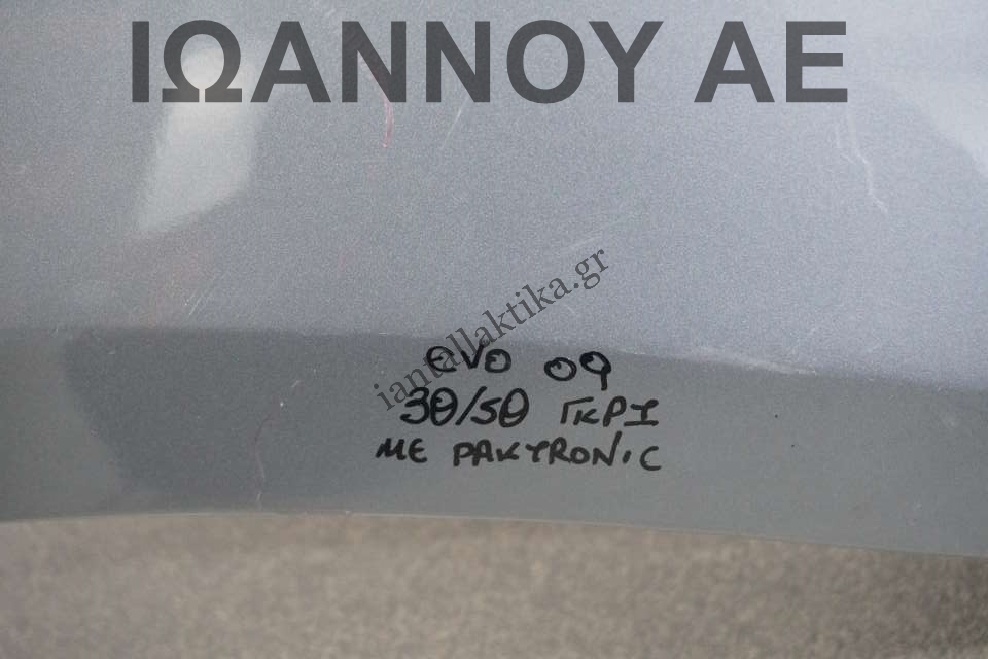 ΙΩΑΝΝΟΥ ΑΕ
iantallaktika.gr
EVO 09
3θ/5θ ΓΚΡΙ
ΜΕ PAKTRONIC